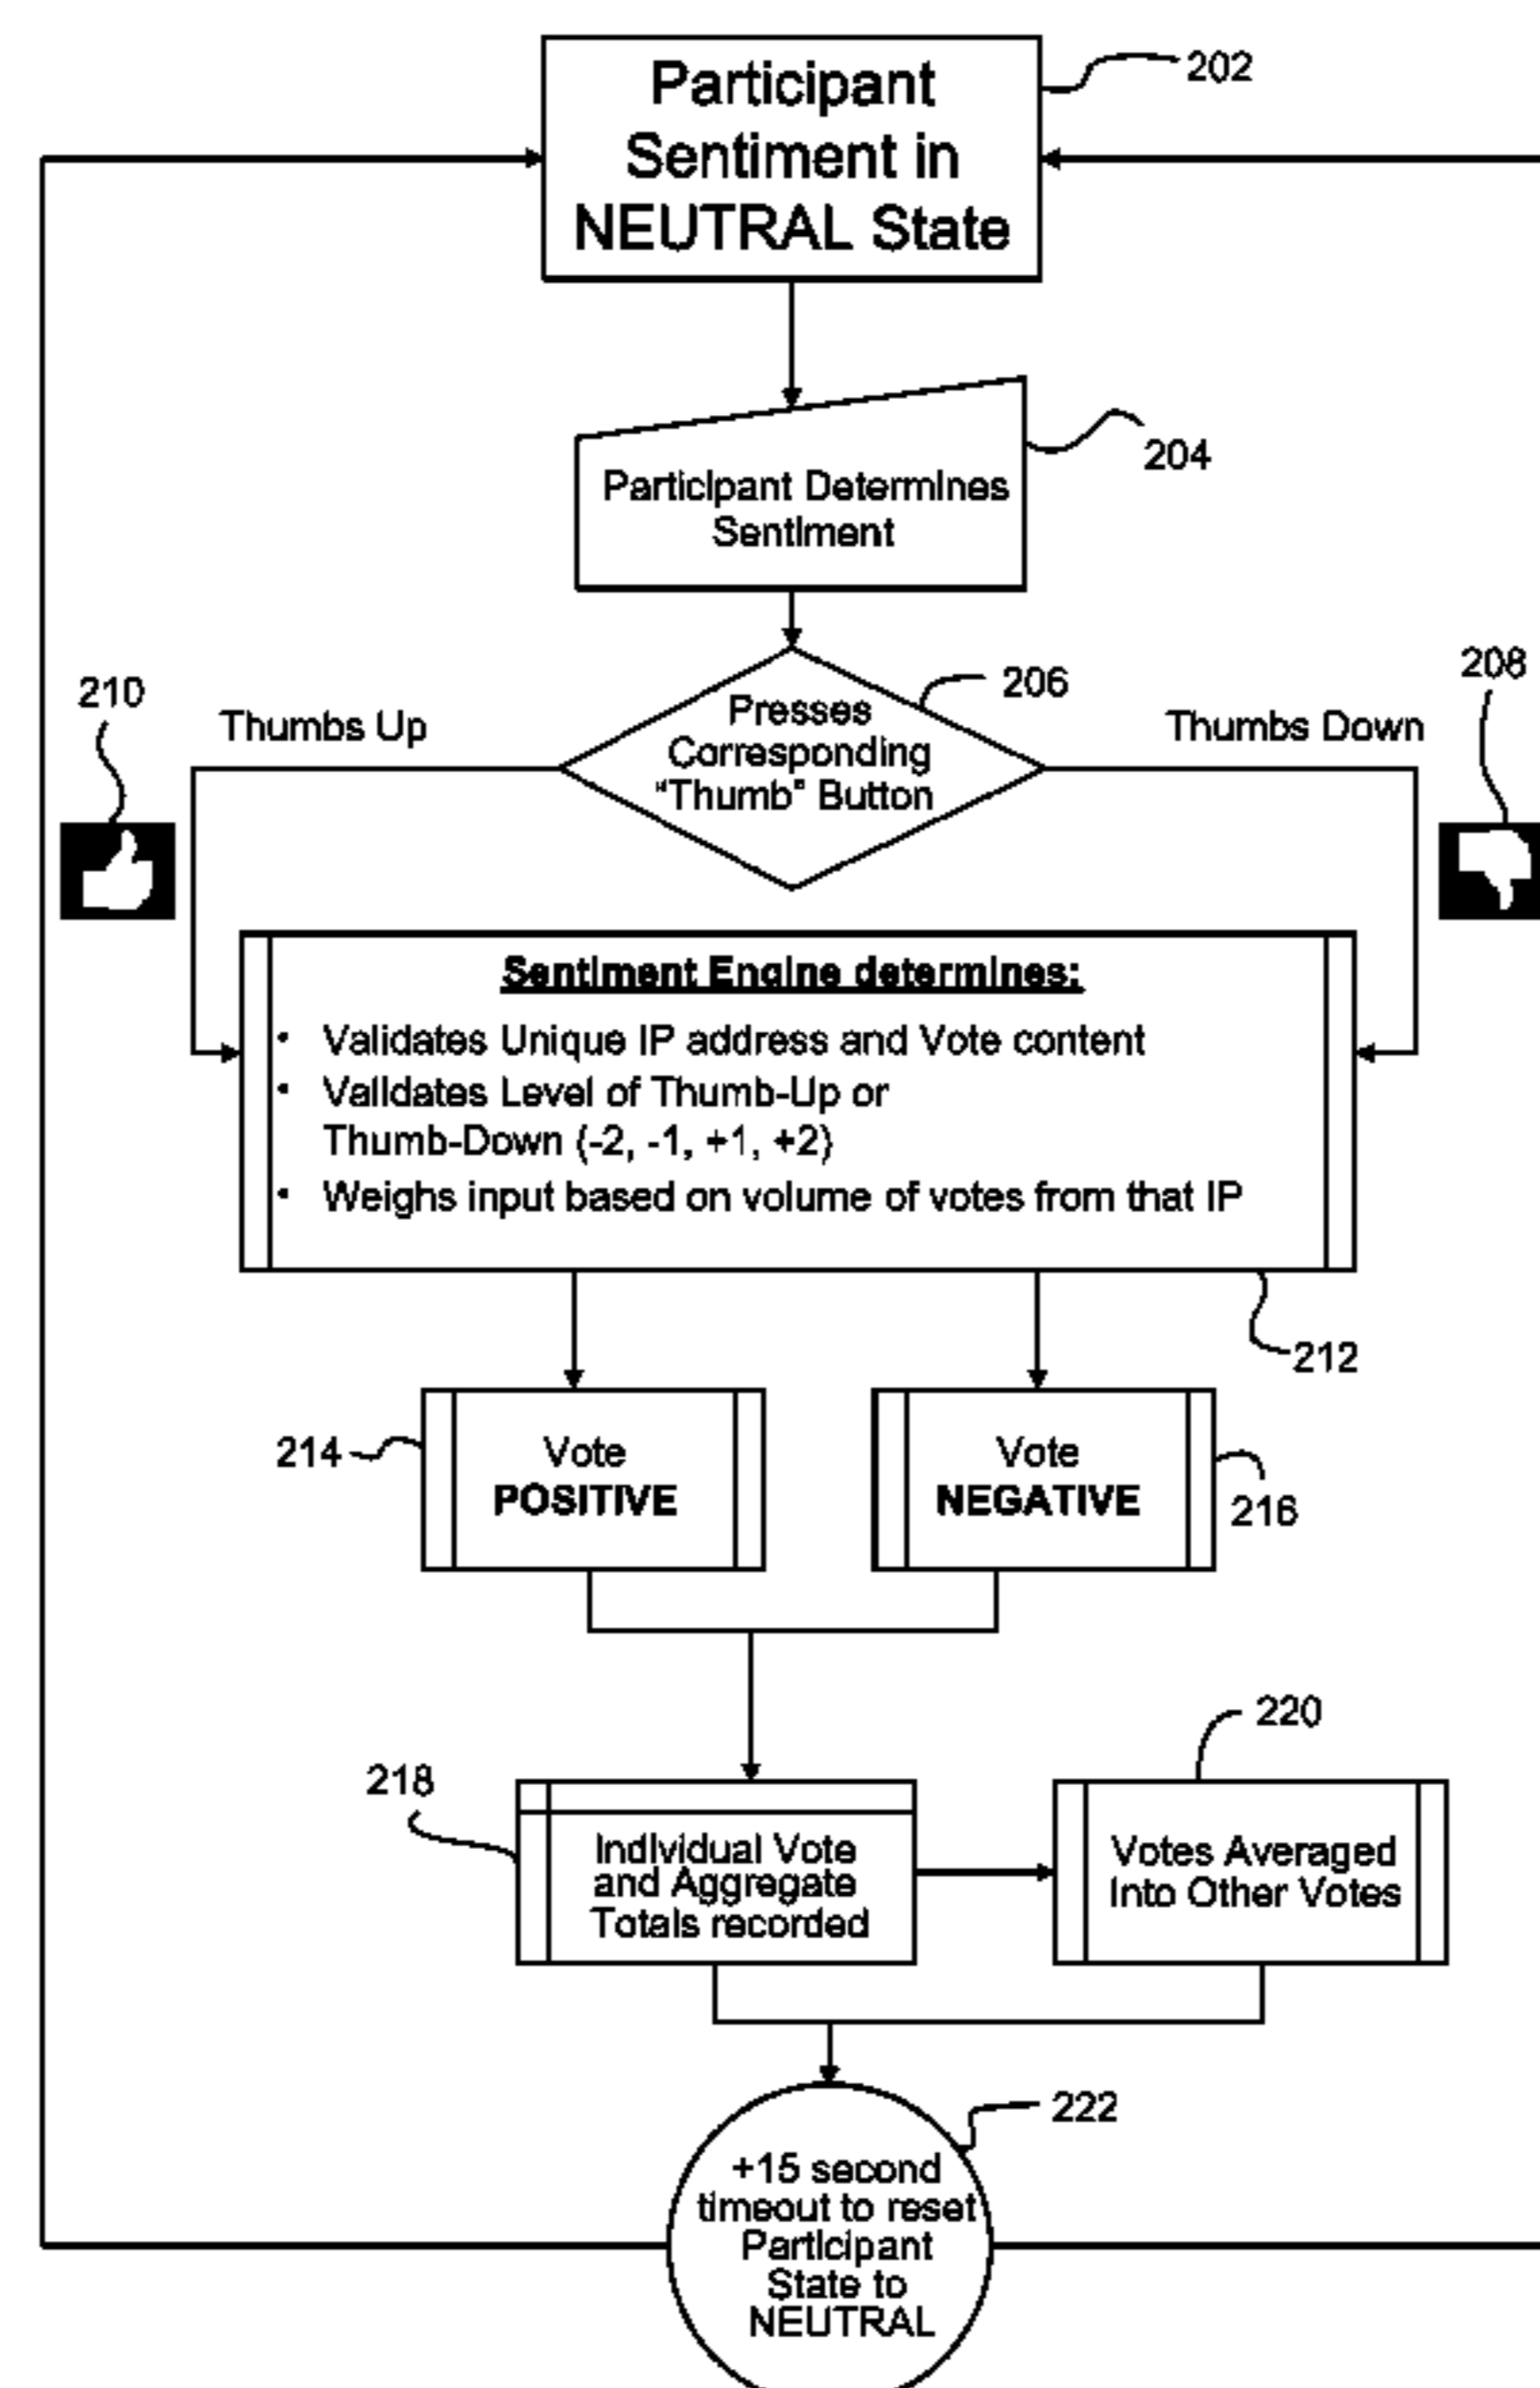 Participant
Sentiment in
NEUTRAL State
202
Participant Determines
Sentiment
204
Presses
Corresponding
"Thumb" Button
206
210
Thumbs Up
Thumbs Down
208
Sentiment Engine determines:
• Validates Unique IP address and Vote content
• Validates Level of Thumb-Up or
Thumb-Down (-2, -1, +1, +2)
• Weighs input based on volume of votes from that IP
212
214
Vote
POSITIVE
Vote
NEGATIVE
216
218
Individual Vote
and Aggregate
Totals recorded
220
Votes Averaged
Into Other Votes
222
+15 second
timeout to reset
Participant
State to
NEUTRAL